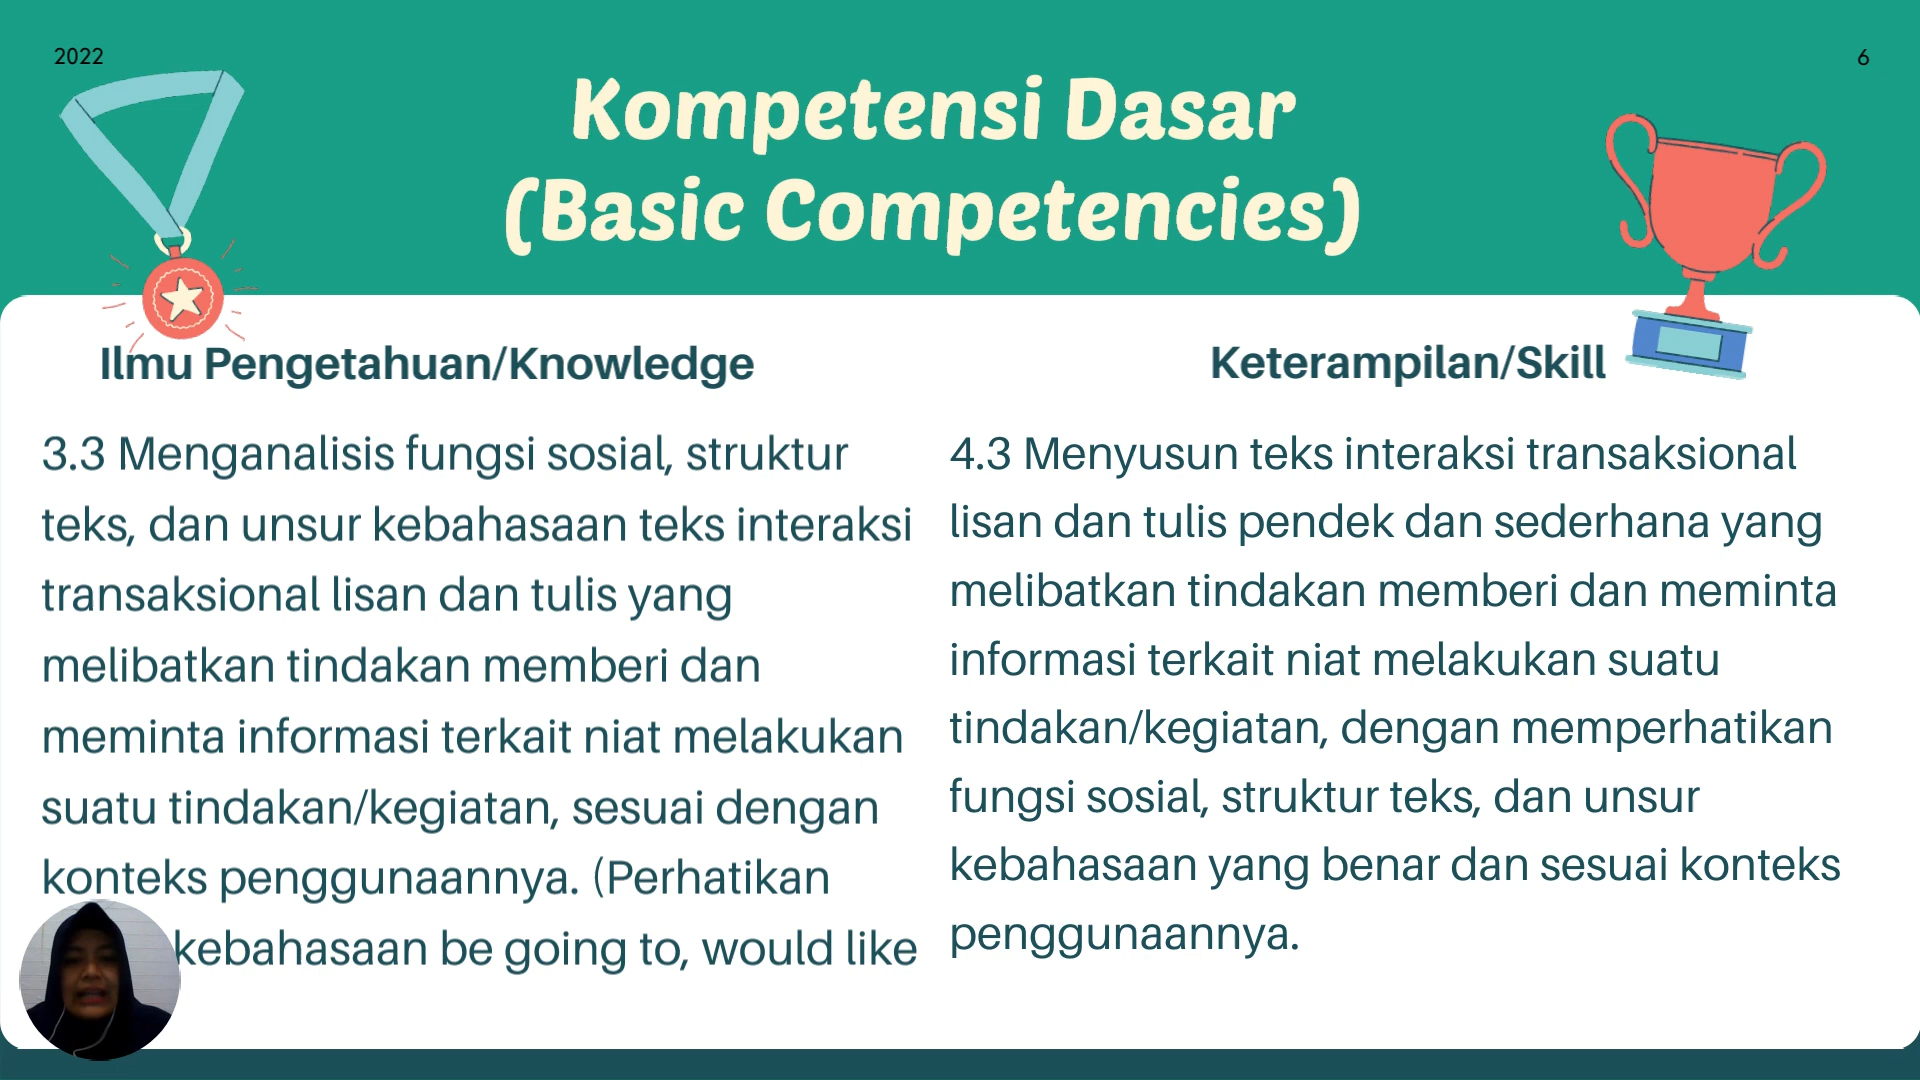 2022
6
Kompetensi Dasar
(Basic Competencies)
Ilmu Pengetahuan/Knowledge
3.3 Menganalisis fungsi sosial, struktur
teks, dan unsur kebahasaan teks interaksi
transaksional lisan dan tulis yang
melibatkan tindakan memberi dan
meminta informasi terkait niat melakukan
suatu tindakan/kegiatan, sesuai dengan
konteks penggunaannya. (Perhatikan
kebahasaan be going to, would like
Keterampilan/Skill
4.3 Menyusun teks interaksi transaksional
lisan dan tulis pendek dan sederhana yang
melibatkan tindakan memberi dan meminta
informasi terkait niat melakukan suatu
tindakan/kegiatan, dengan memperhatikan
fungsi sosial, struktur teks, dan unsur
kebahasaan yang benar dan sesuai konteks
penggunaannya.